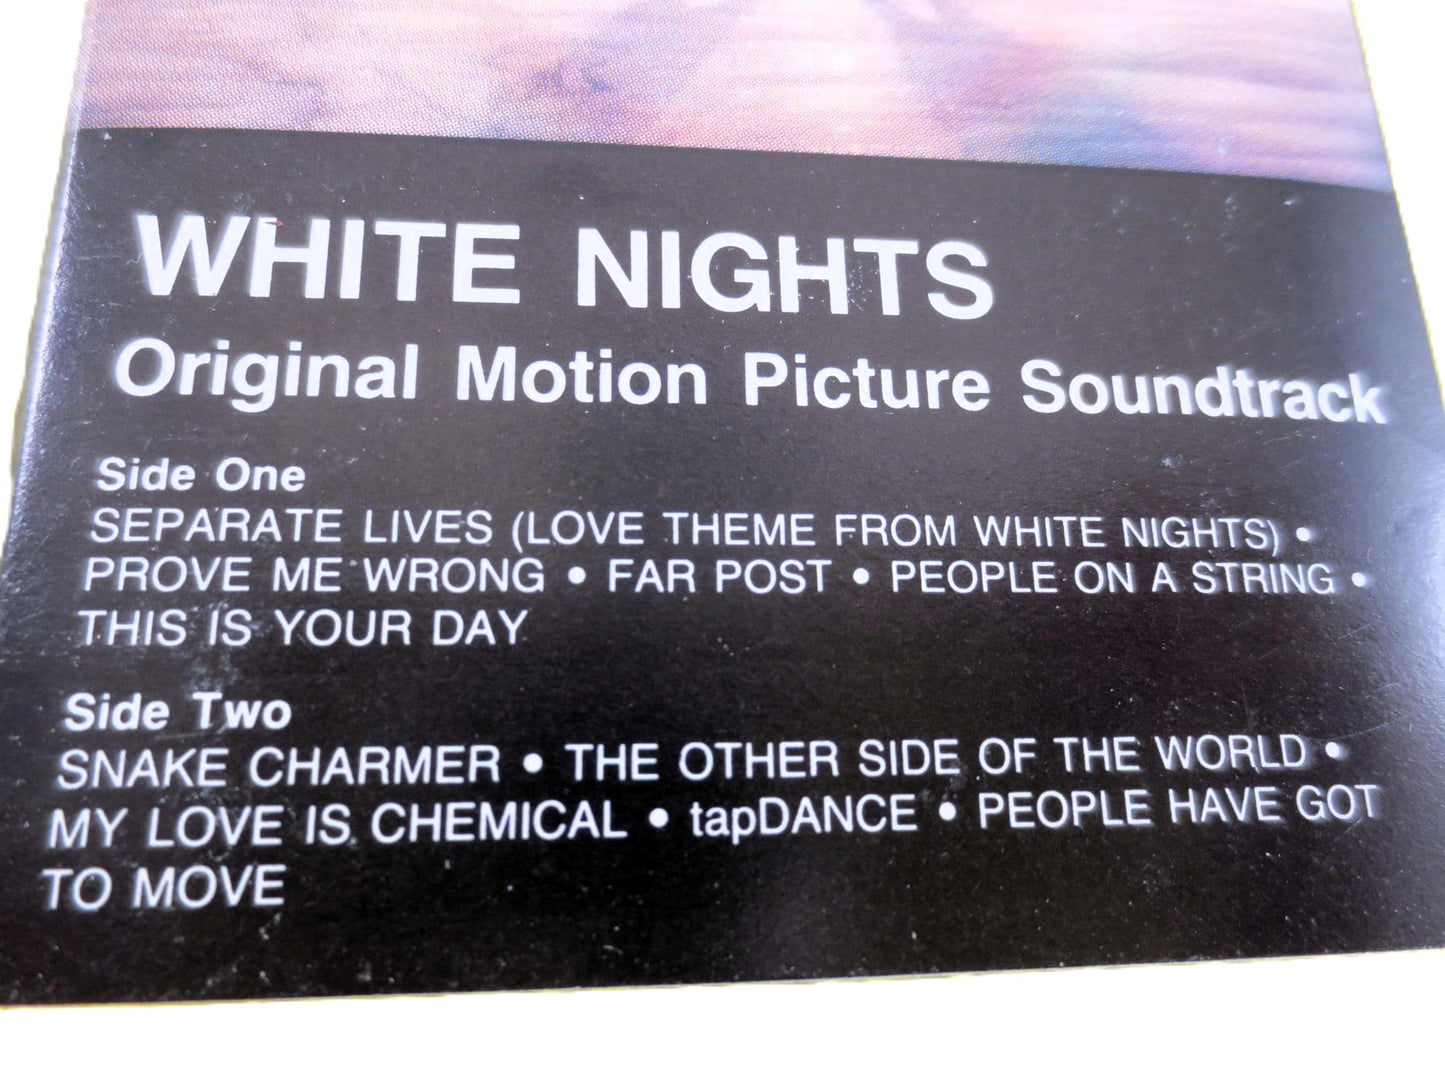 WHITE NIGHTS
Original Motion Picture Soundtrack
Side One
SEPARATE LIVES (LOVE THEME FROM WHITE NIGHTS) •
PROVE ME WRONG • FAR POST • PEOPLE ON A STRING •
THIS IS YOUR DAY
Side Two
SNAKE CHARMER • THE OTHER SIDE OF THE WORLD •
MY LOVE IS CHEMICAL • tapDANCE • PEOPLE HAVE GOT
TO MOVE